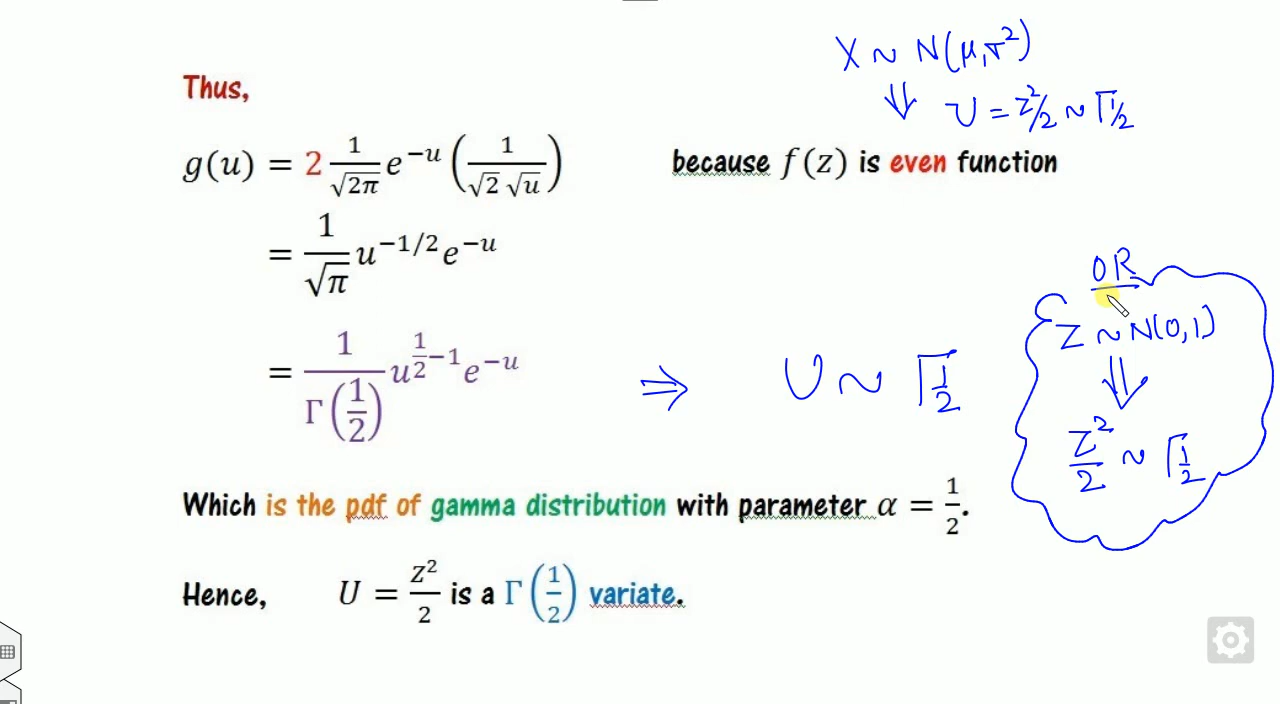 X ~ N(μ, σ²)
Thus,
⇓ U = Z²/2 ~ Γ1/2
g(u) = 2 1/√2π e^−u (1/√2 √u) because f(z) is even function
= 1/√π u^−1/2 e^−u
OR
Z ~ N(0,1)
= 1/Γ(1/2) u^(1/2−1) e^−u ⇒ U ~ Γ1/2
⇓
Z²/2 ~ Γ1/2
Which is the pdf of gamma distribution with parameter α = 1/2.
Hence, U = Z²/2 is a Γ(1/2) variate.